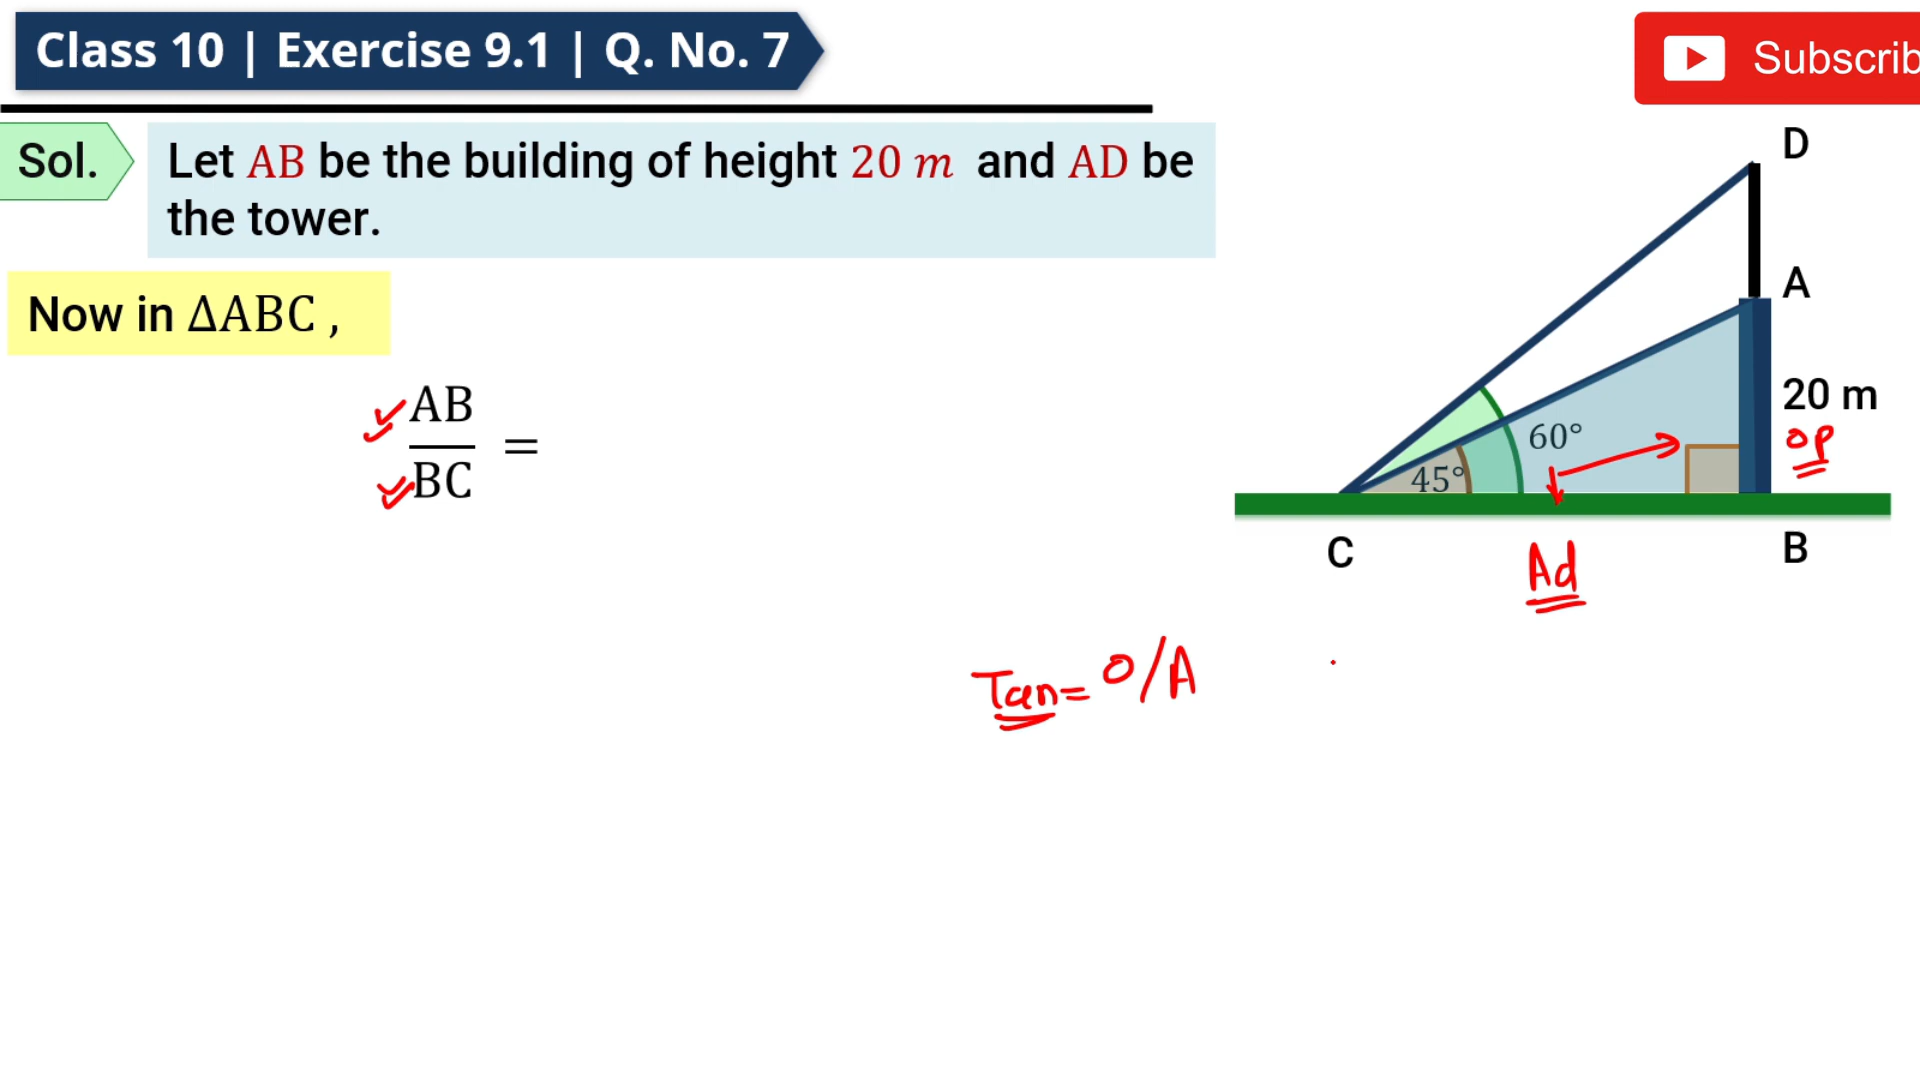 Class 10 | Exercise 9.1 | Q. No. 7
Subscrib
Sol.
Let AB be the building of height 20 m and AD be
the tower.
Now in ΔABC ,
AB
BC
=
D
A
20 m
op
60°
45°
C
B
Ad
Tan = O/A